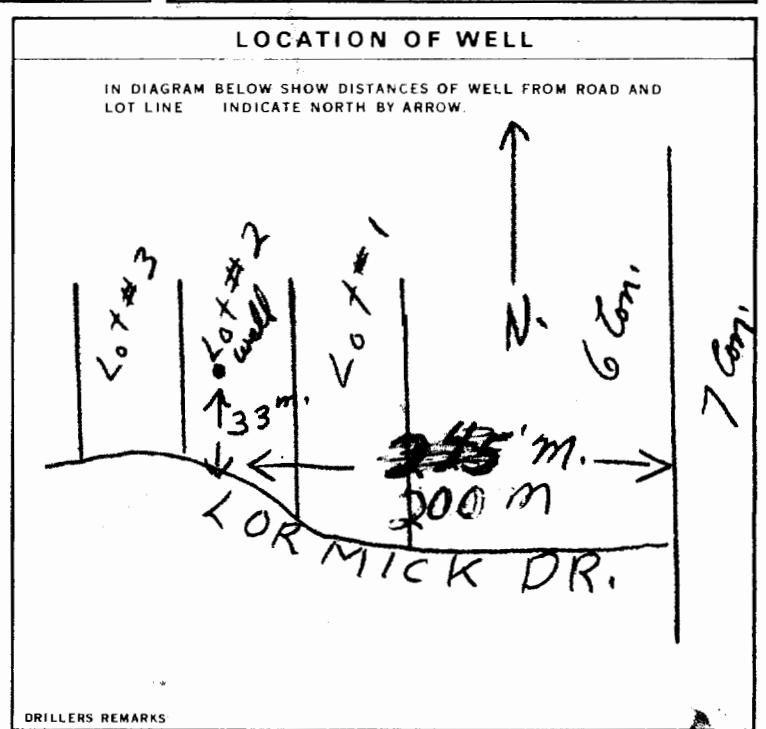 LOCATION OF WELL
IN DIAGRAM BELOW SHOW DISTANCES OF WELL FROM ROAD AND
LOT LINE INDICATE NORTH BY ARROW.
Lot #3
Lot #2
well
Lot #1
N.
6 Con.
7 Con.
33 m.
m.
200 m
LORMICK DR.
DRILLERS REMARKS